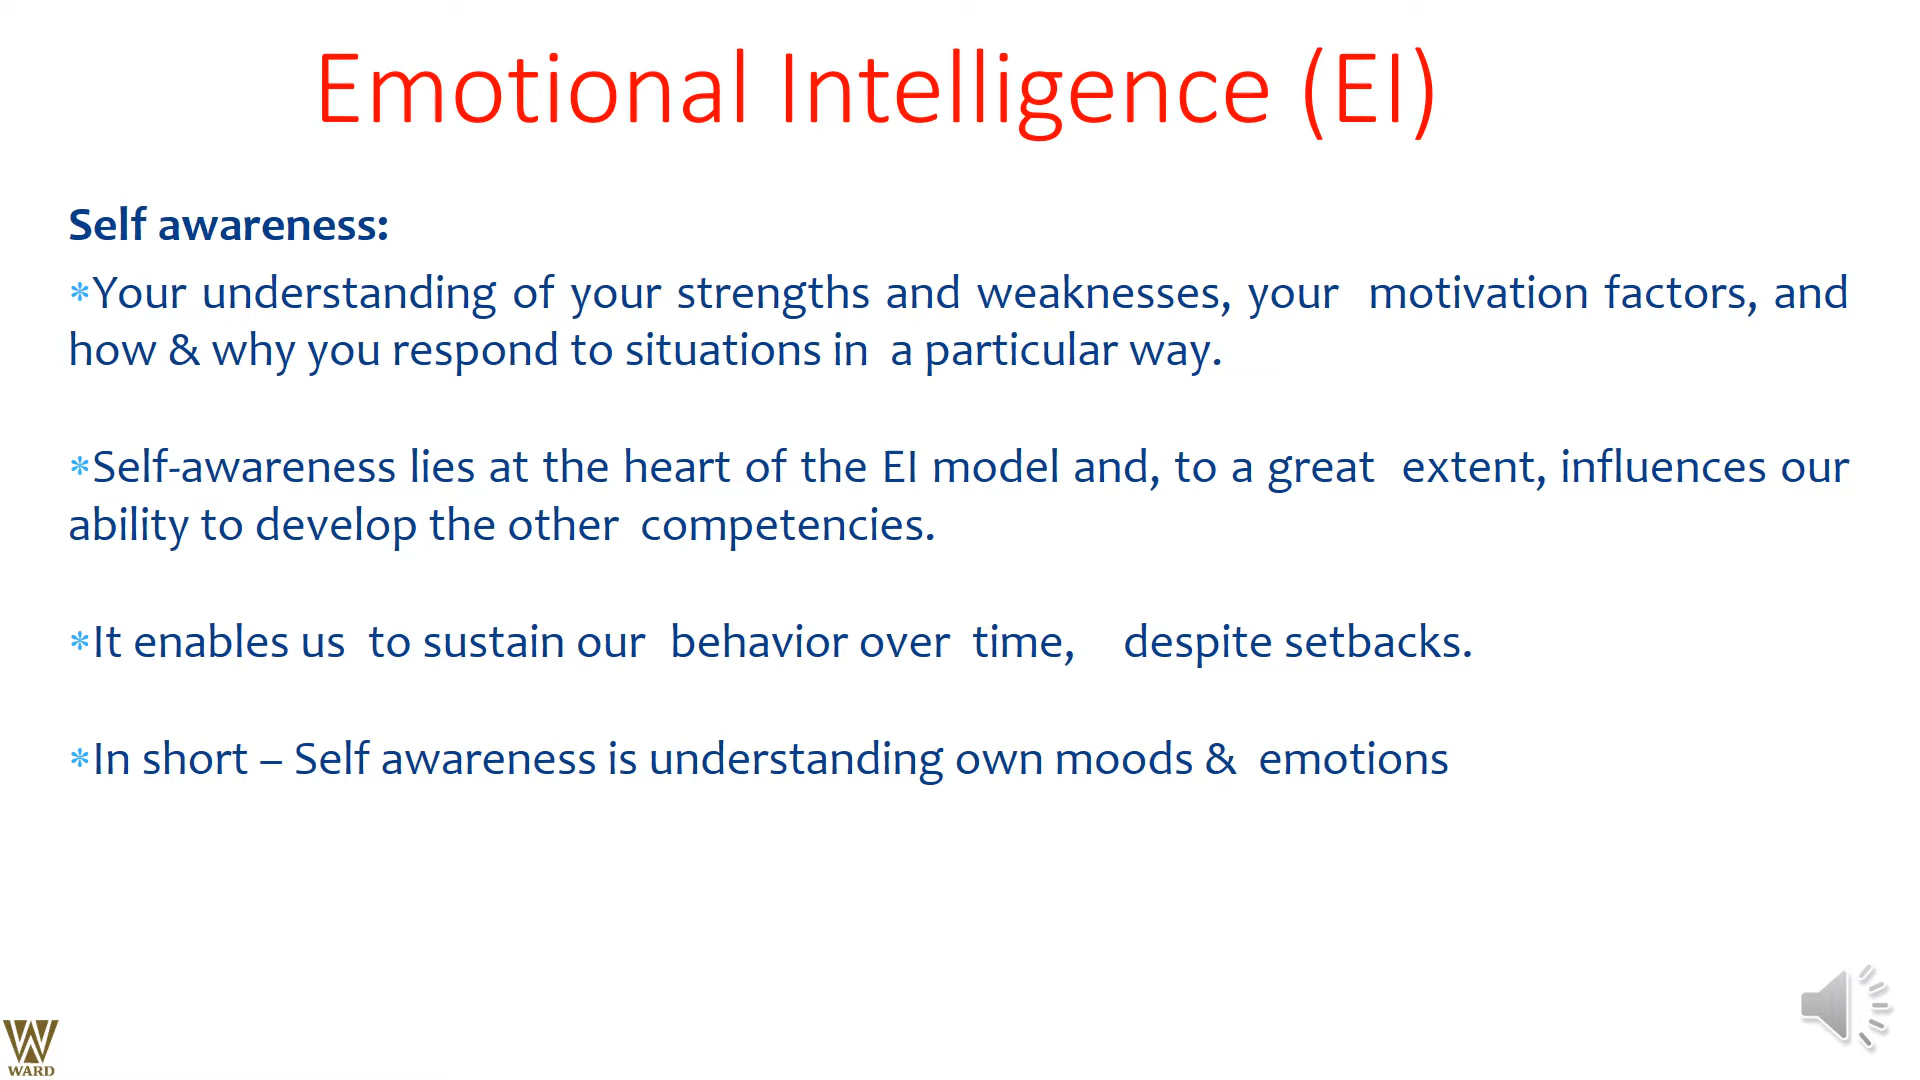 Emotional Intelligence (EI)
Self awareness:
*Your understanding of your strengths and weaknesses, your motivation factors, and
how & why you respond to situations in a particular way.
*Self-awareness lies at the heart of the EI model and, to a great extent, influences our
ability to develop the other competencies.
*It enables us to sustain our behavior over time, despite setbacks.
*In short – Self awareness is understanding own moods & emotions
WARD